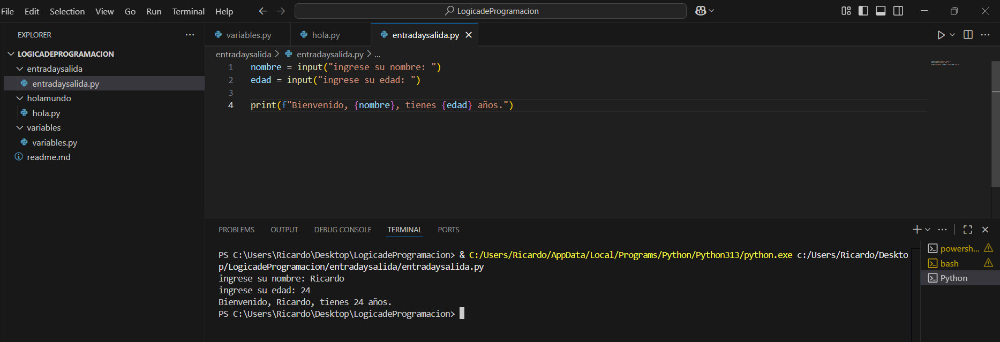 File Edit Selection View Go Run Terminal Help LogicadeProgramacion
EXPLORER
LOGICADEPROGRAMACION
entradaysalida
entradaysalida.py
holamundo
hola.py
variables
variables.py
readme.md
variables.py hola.py entradaysalida.py
entradaysalida > entradaysalida.py > ...
1 nombre = input("ingrese su nombre: ")
2 edad = input("ingrese su edad: ")
3
4 print(f"Bienvenido, {nombre}, tienes {edad} años.")
PROBLEMS OUTPUT DEBUG CONSOLE TERMINAL PORTS
PS C:\Users\Ricardo\Desktop\LogicadeProgramacion> & C:/Users/Ricardo/AppData/Local/Programs/Python/Python313/python.exe c:/Users/Ricardo/Deskto
p/LogicadeProgramacion/entradaysalida/entradaysalida.py
ingrese su nombre: Ricardo
ingrese su edad: 24
Bienvenido, Ricardo, tienes 24 años.
PS C:\Users\Ricardo\Desktop\LogicadeProgramacion>
powersh...
bash
Python